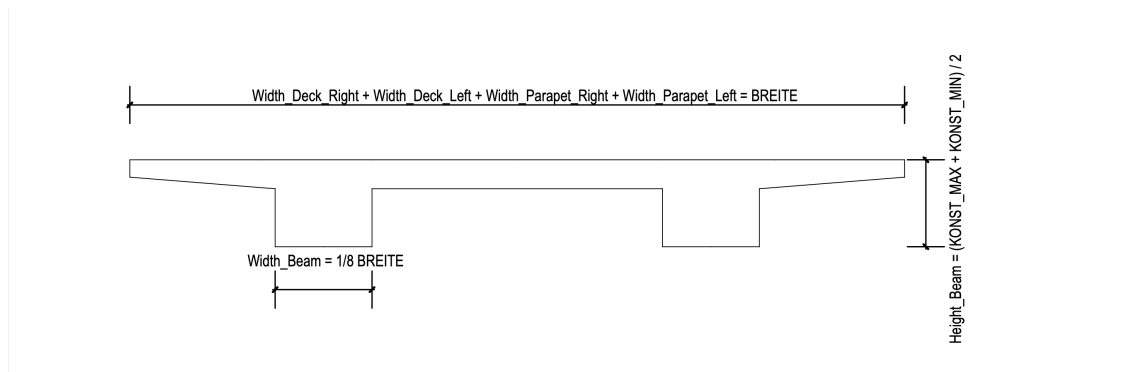 Width_Deck_Right + Width_Deck_Left + Width_Parapet_Right + Width_Parapet_Left = BREITE
Height_Beam = (KONST_MAX + KONST_MIN) / 2
Width_Beam = 1/8 BREITE